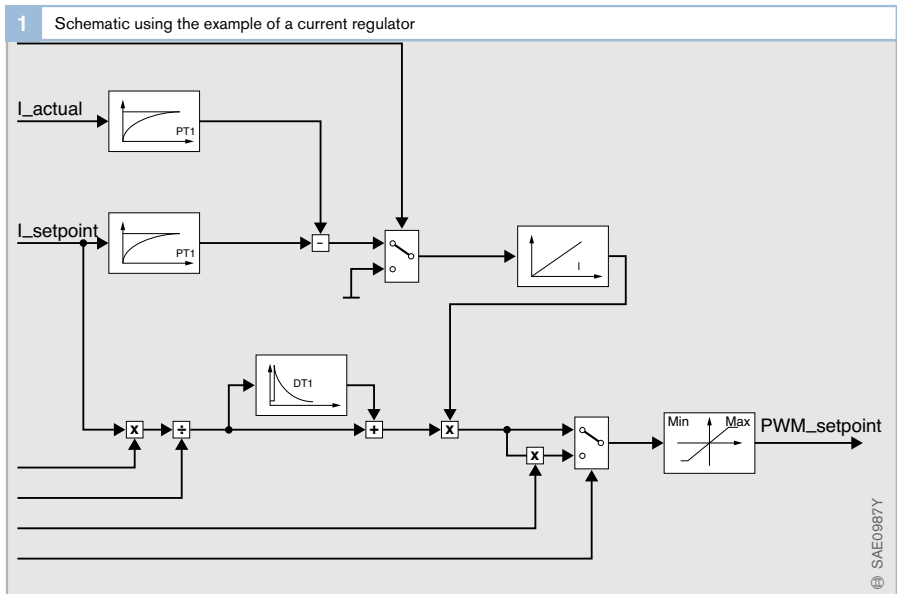 1 Schematic using the example of a current regulator
I_actual
PT1
I_setpoint
PT1
-
I
DT1
x
÷
+
x
x
Min Max
PWM_setpoint
SAE0987Y